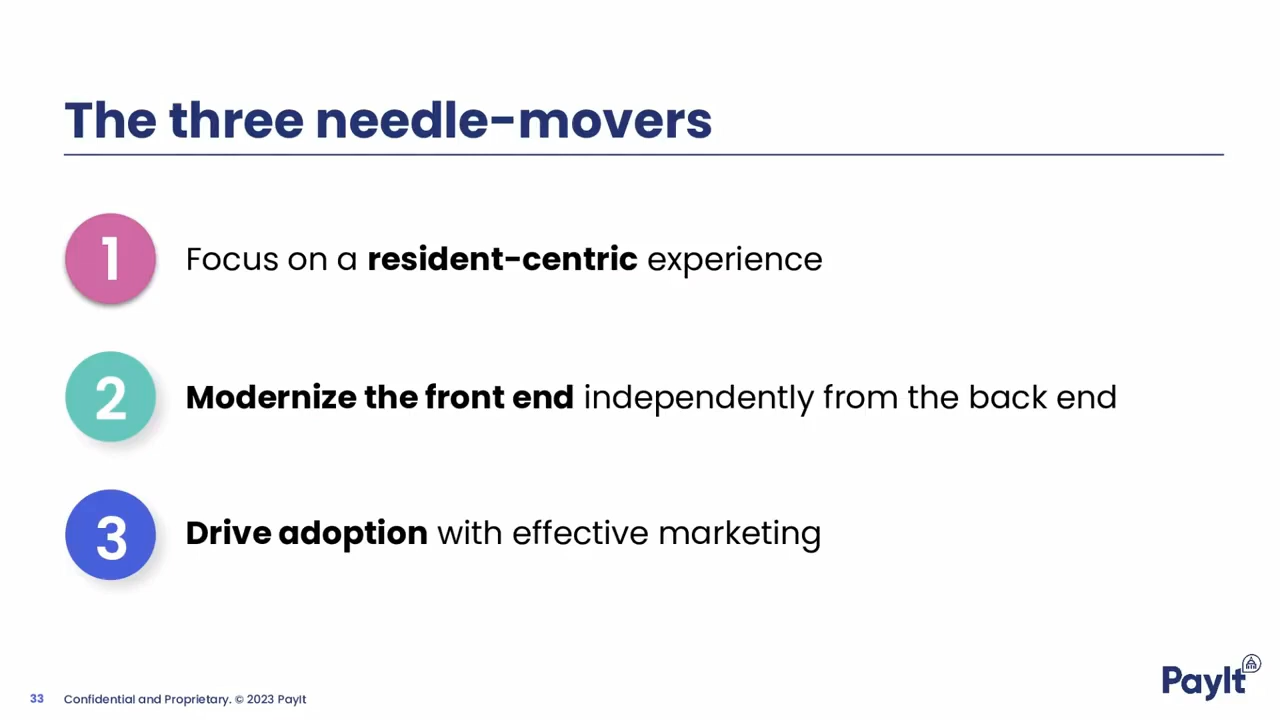 The three needle-movers
1
Focus on a resident-centric experience
2
Modernize the front end independently from the back end
3
Drive adoption with effective marketing
33
Confidential and Proprietary. © 2023 PayIt
PayIt